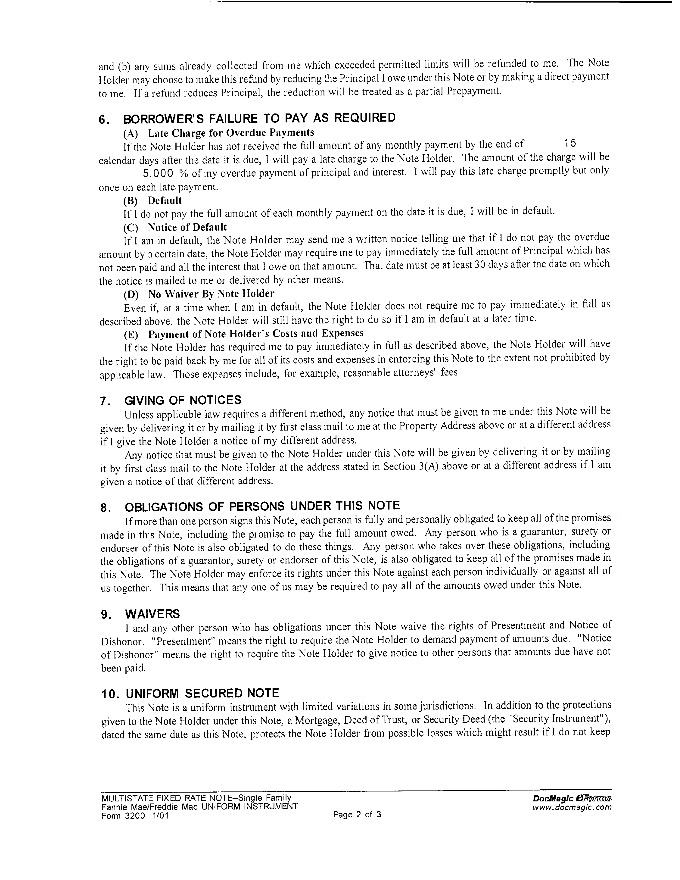 and (b) any sums already collected from me which exceeded permitted limits will be refunded to me. The Note
Holder may choose to make this refund by reducing the Principal I owe under this Note or by making a direct payment
to me. If a refund reduces Principal, the reduction will be treated as a partial Prepayment.
6. BORROWER'S FAILURE TO PAY AS REQUIRED
(A) Late Charge for Overdue Payments
If the Note Holder has not received the full amount of any monthly payment by the end of 15
calendar days after the date it is due, I will pay a late charge to the Note Holder. The amount of the charge will be
5.000 % of my overdue payment of principal and interest. I will pay this late charge promptly but only
once on each late payment.
(B) Default
If I do not pay the full amount of each monthly payment on the date it is due, I will be in default.
(C) Notice of Default
If I am in default, the Note Holder may send me a written notice telling me that if I do not pay the overdue
amount by a certain date, the Note Holder may require me to pay immediately the full amount of Principal which has
not been paid and all the interest that I owe on that amount. That date must be at least 30 days after the date on which
the notice is mailed to me or delivered by other means.
(D) No Waiver By Note Holder
Even if, at a time when I am in default, the Note Holder does not require me to pay immediately in full as
described above, the Note Holder will still have the right to do so if I am in default at a later time.
(E) Payment of Note Holder's Costs and Expenses
If the Note Holder has required me to pay immediately in full as described above, the Note Holder will have
the right to be paid back by me for all of its costs and expenses in enforcing this Note to the extent not prohibited by
applicable law. Those expenses include, for example, reasonable attorneys' fees
7. GIVING OF NOTICES
Unless applicable law requires a different method, any notice that must be given to me under this Note will be
given by delivering it or by mailing it by first class mail to me at the Property Address above or at a different address
if I give the Note Holder a notice of my different address.
Any notice that must be given to the Note Holder under this Note will be given by delivering it or by mailing
it by first class mail to the Note Holder at the address stated in Section 3(A) above or at a different address if I am
given a notice of that different address.
8. OBLIGATIONS OF PERSONS UNDER THIS NOTE
If more than one person signs this Note, each person is fully and personally obligated to keep all of the promises
made in this Note, including the promise to pay the full amount owed. Any person who is a guarantor, surety or
endorser of this Note is also obligated to do these things. Any person who takes over these obligations, including
the obligations of a guarantor, surety or endorser of this Note, is also obligated to keep all of the promises made in
this Note. The Note Holder may enforce its rights under this Note against each person individually or against all of
us together. This means that any one of us may be required to pay all of the amounts owed under this Note.
9. WAIVERS
I and any other person who has obligations under this Note waive the rights of Presentment and Notice of
Dishonor. "Presentment" means the right to require the Note Holder to demand payment of amounts due. "Notice
of Dishonor" means the right to require the Note Holder to give notice to other persons that amounts due have not
been paid.
10. UNIFORM SECURED NOTE
This Note is a uniform instrument with limited variations in some jurisdictions. In addition to the protections
given to the Note Holder under this Note, a Mortgage, Deed of Trust, or Security Deed (the "Security Instrument"),
dated the same date as this Note, protects the Note Holder from possible losses which might result if I do not keep
MULTISTATE FIXED RATE NOTE--Single Family
Fannie Mae/Freddie Mac UNIFORM INSTRUMENT
Form 3200 1/01
Page 2 of 3
DocMagic
www.docmagic.com